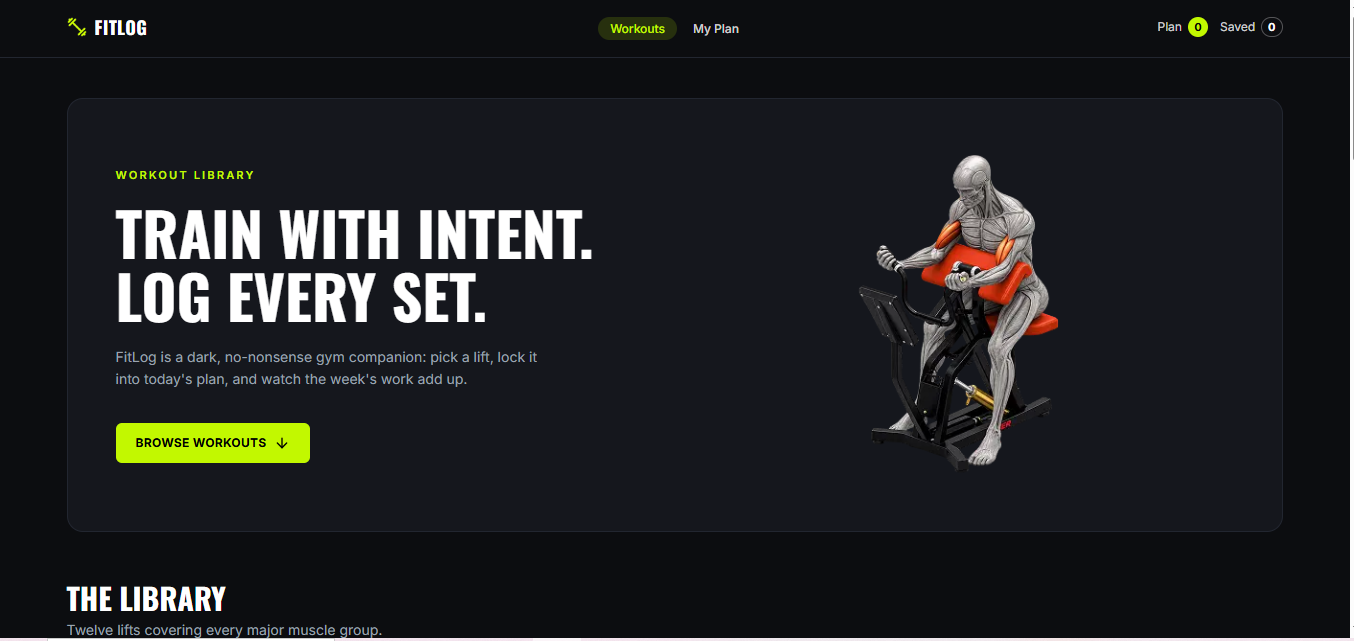 FITLOG
Workouts
My Plan
Plan 0
Saved 0
WORKOUT LIBRARY
TRAIN WITH INTENT.
LOG EVERY SET.
FitLog is a dark, no-nonsense gym companion: pick a lift, lock it
into today's plan, and watch the week's work add up.
BROWSE WORKOUTS
THE LIBRARY
Twelve lifts covering every major muscle group.